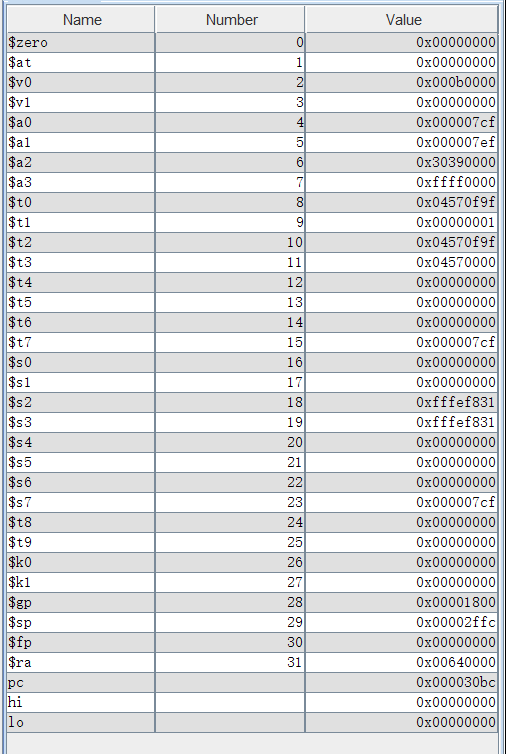 Name Number Value
$zero 0 0x00000000
$at 1 0x00000000
$v0 2 0x000b0000
$v1 3 0x00000000
$a0 4 0x000007cf
$a1 5 0x000007ef
$a2 6 0x30390000
$a3 7 0xffff0000
$t0 8 0x04570f9f
$t1 9 0x00000001
$t2 10 0x04570f9f
$t3 11 0x04570000
$t4 12 0x00000000
$t5 13 0x00000000
$t6 14 0x00000000
$t7 15 0x000007cf
$s0 16 0x00000000
$s1 17 0x00000000
$s2 18 0xfffef831
$s3 19 0xfffef831
$s4 20 0x00000000
$s5 21 0x00000000
$s6 22 0x00000000
$s7 23 0x000007cf
$t8 24 0x00000000
$t9 25 0x00000000
$k0 26 0x00000000
$k1 27 0x00000000
$gp 28 0x00001800
$sp 29 0x00002ffc
$fp 30 0x00000000
$ra 31 0x00640000
pc 0x000030bc
hi 0x00000000
lo 0x00000000